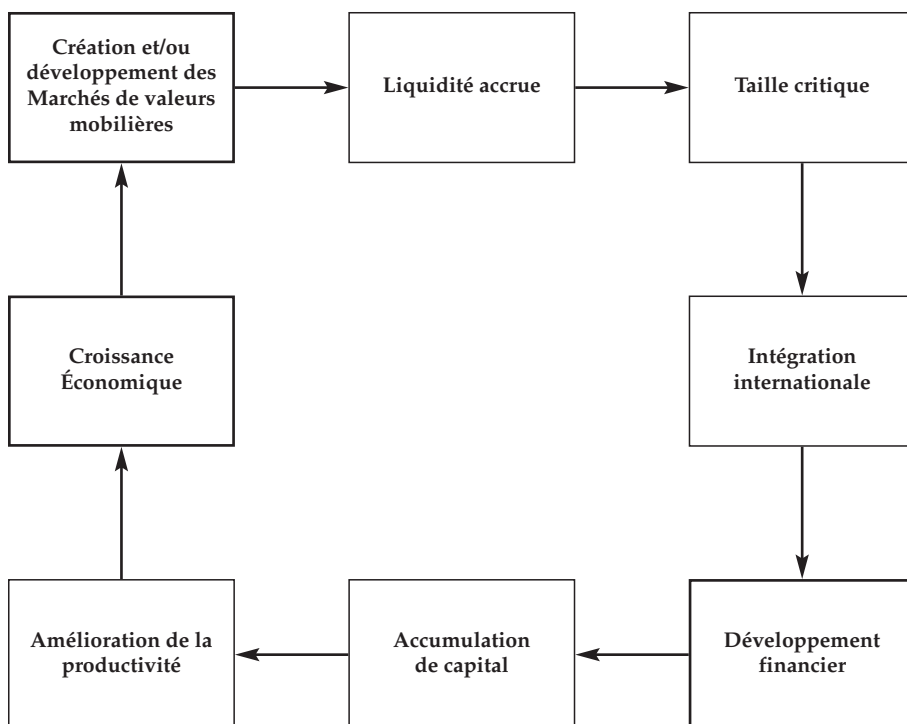 Création et/ou
développement des
Marchés de valeurs
mobilières
Liquidité accrue
Taille critique
Croissance
Économique
Intégration
internationale
Amélioration de la
productivité
Accumulation
de capital
Développement
financier